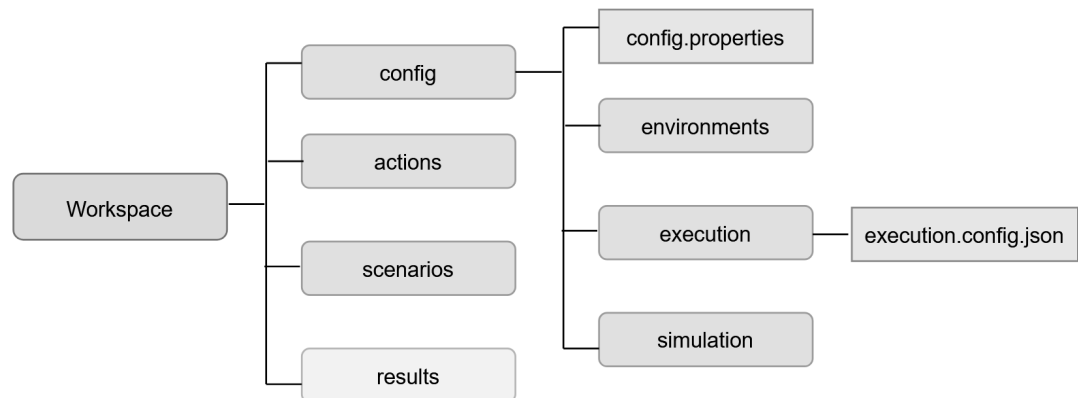 Workspace
config
actions
scenarios
results
config.properties
environments
execution
simulation
execution.config.json